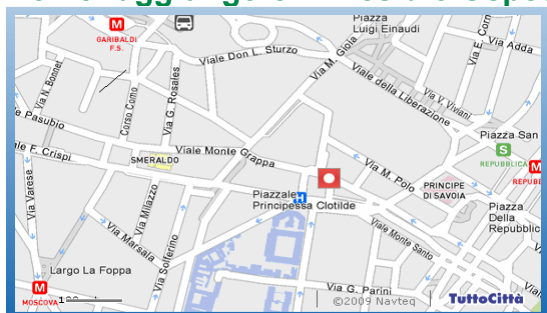 Piazza
Luigi Einaudi
GARIBALDI
F.S.
Viale Don L. Sturzo
Via M. Gioia
Via E. Corn
Via Adda
Via N. Bonnet
Corso Como
Via G. Rosales
Viale della Liberazione
Via V. Viviani
e Pasubio
Piazza San
S
REPUBBLICA
ale F. Crispi
SMERALDO
Viale Monte Grappa
Via M. Polo
M
REPUBB
PRINCIPE
DI SAVOIA
Via Varese
Via Milazzo
Piazzale
Principessa Clotilde
H
Piazza
Della
Repubblic
Via Marsala
Via Solferino
Viale Monte Santo
Largo La Foppa
M
MOSCOVA
Via G. Parini
©2009 Navteq
TuttoCittà